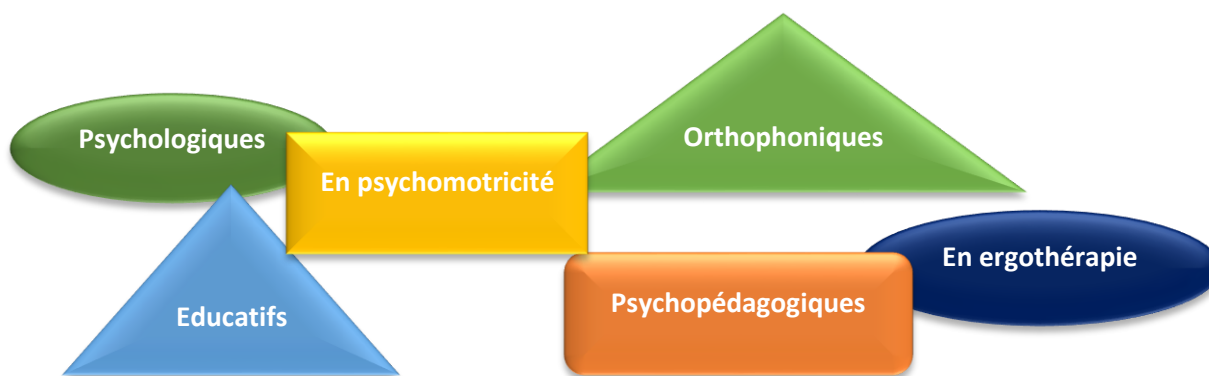 Psychologiques
Orthophoniques
En psychomotricité
En ergothérapie
Psychopédagogiques
Educatifs